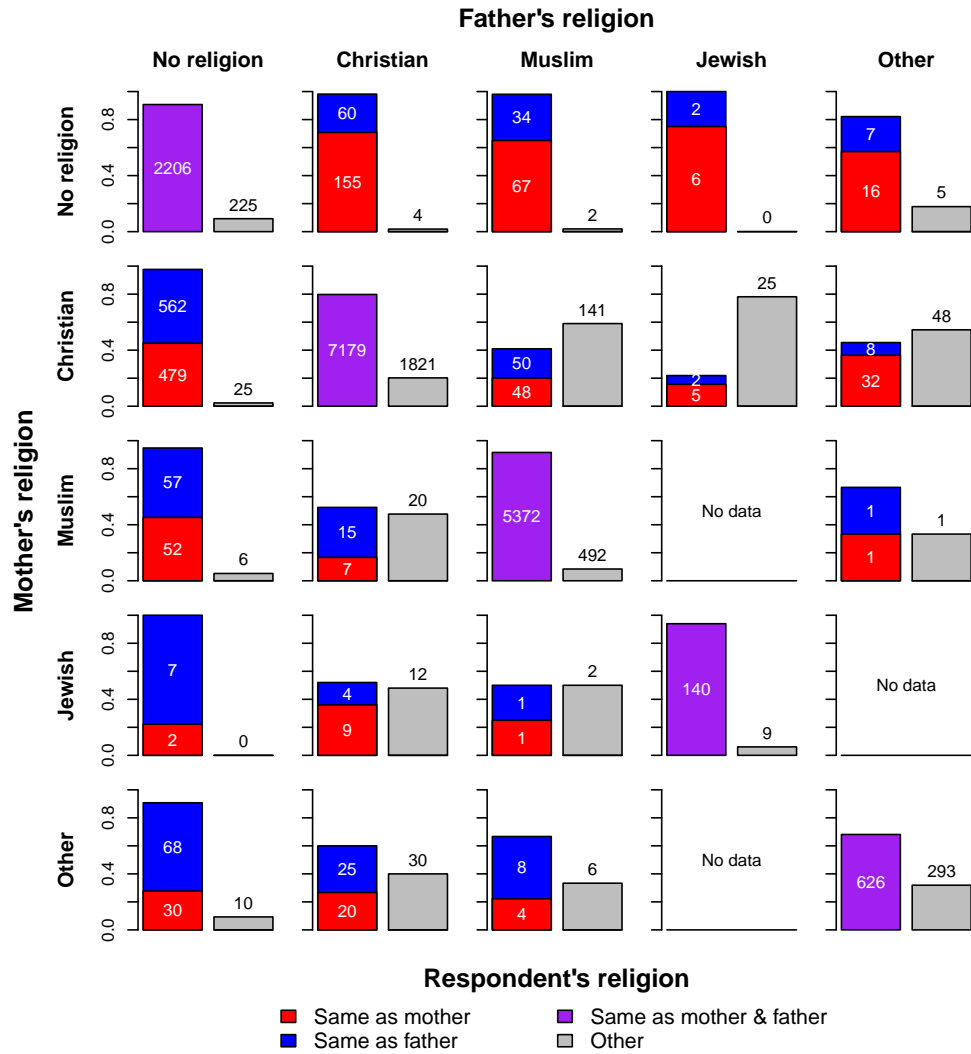 Father's religion
No religion Christian Muslim Jewish Other
Mother's religion
No religion
0.0 0.4 0.8
2206 225
60 155 4
34 67 2
2 6 0
7 16 5
Christian
0.0 0.4 0.8
562 479 25
7179 1821
50 48 141
2 5 25
8 32 48
Muslim
0.0 0.4 0.8
57 52 6
15 7 20
5372 492
No data
1 1 1
Jewish
0.0 0.4 0.8
7 2 0
4 9 12
1 1 2
140 9
No data
Other
0.0 0.4 0.8
68 30 10
25 20 30
8 4 6
No data
626 293
Respondent's religion
Same as mother
Same as father
Same as mother & father
Other